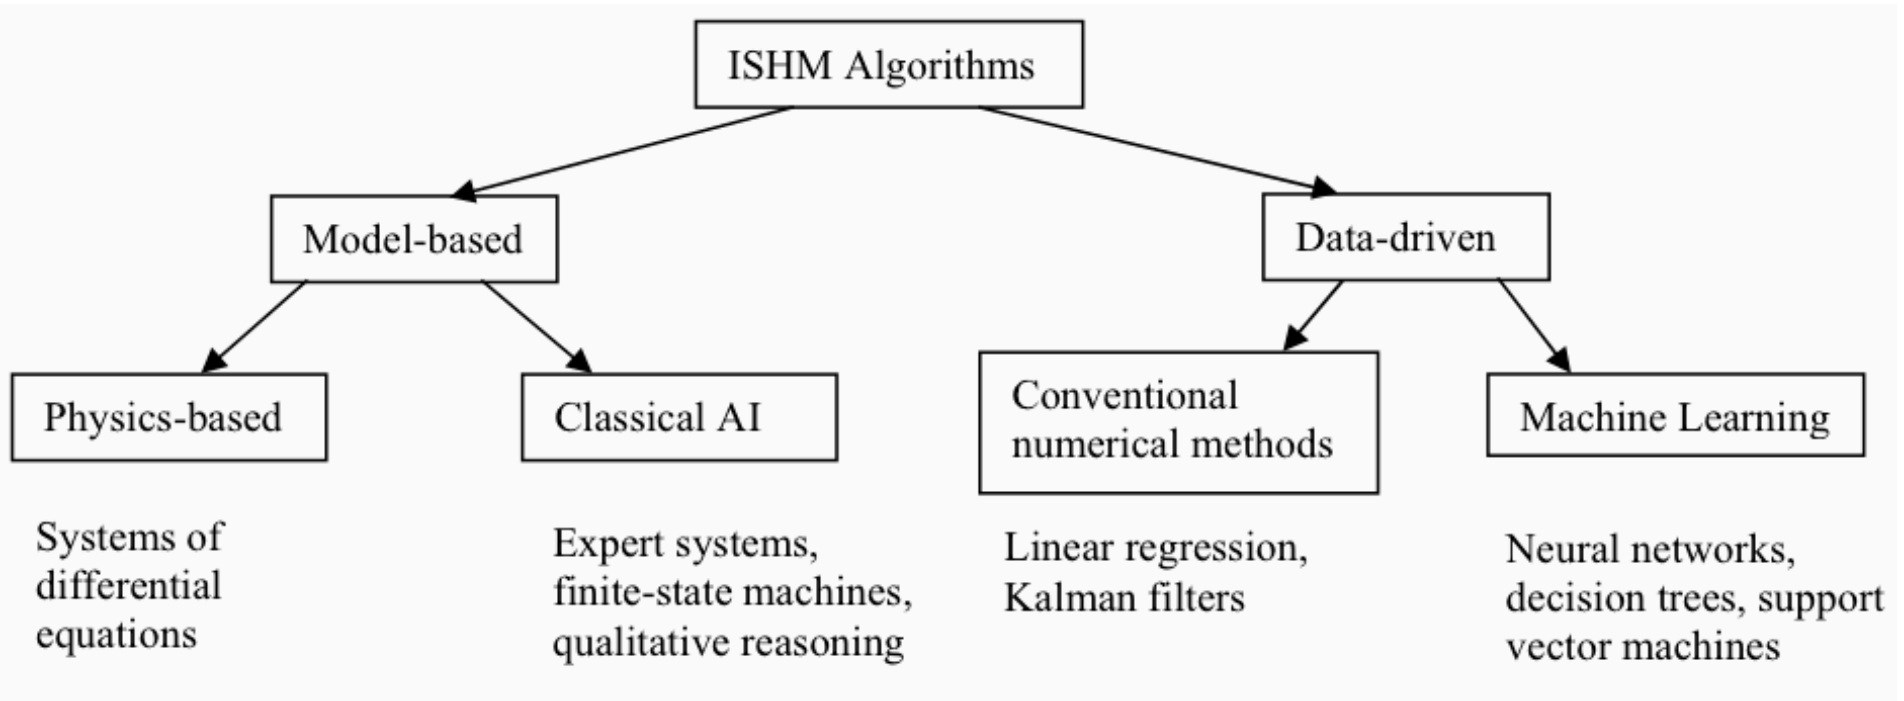 ISHM Algorithms
Model-based
Data-driven
Physics-based
Classical AI
Conventional
numerical methods
Machine Learning
Systems of
differential
equations
Expert systems,
finite-state machines,
qualitative reasoning
Linear regression,
Kalman filters
Neural networks,
decision trees, support
vector machines